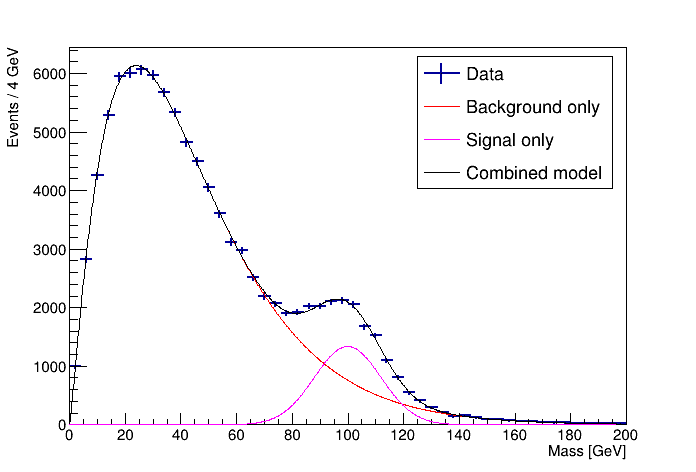 Events / 4 GeV
6000
5000
4000
3000
2000
1000
0
Data
Background only
Signal only
Combined model
0 20 40 60 80 100 120 140 160 180 200
Mass [GeV]